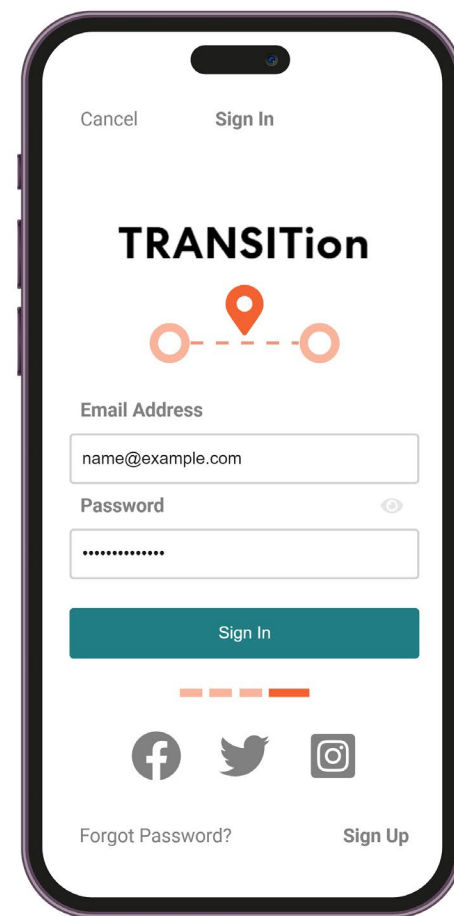 Cancel Sign In
TRANSITion
Email Address
name@example.com
Password
••••••••••••••
Sign In
Forgot Password? Sign Up